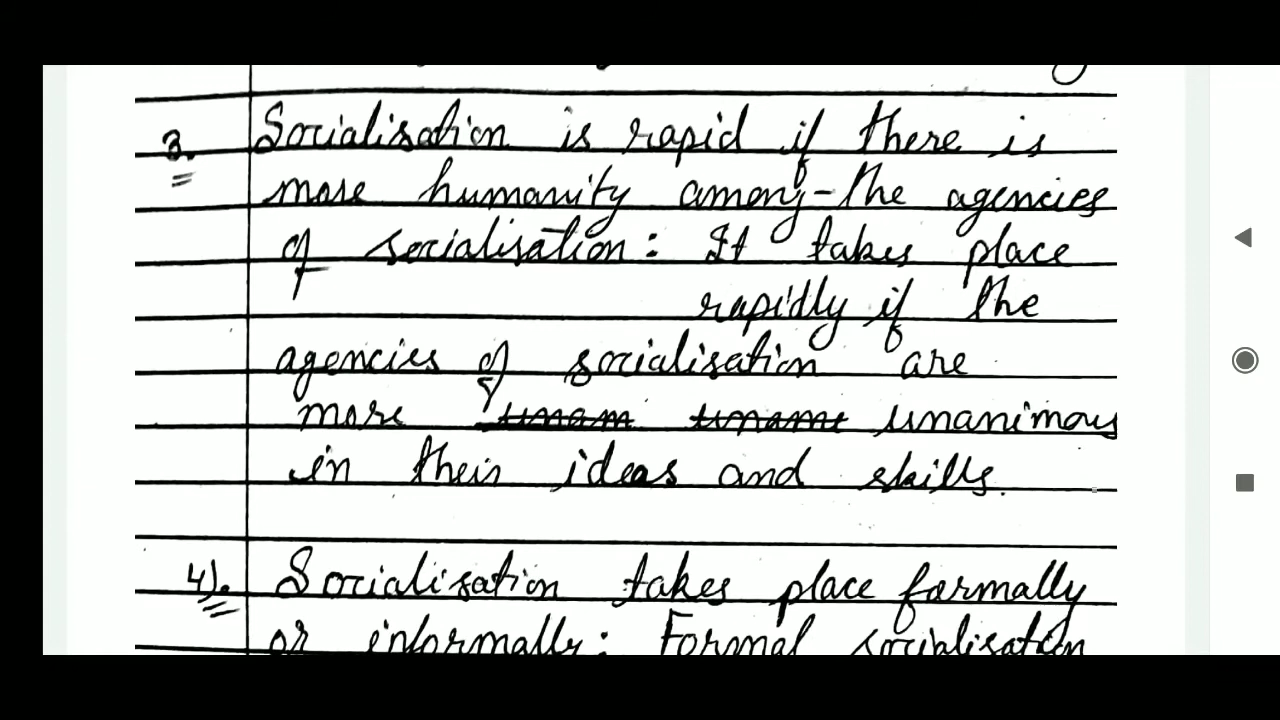 3. Socialisation is rapid if there is
more humanity among the agencies
of socialisation: It takes place
rapidly if the
agencies of socialisation are
more unam unams unanimous
in their ideas and skills.
4). Socialisation takes place formally
or informally: Formal socialisation